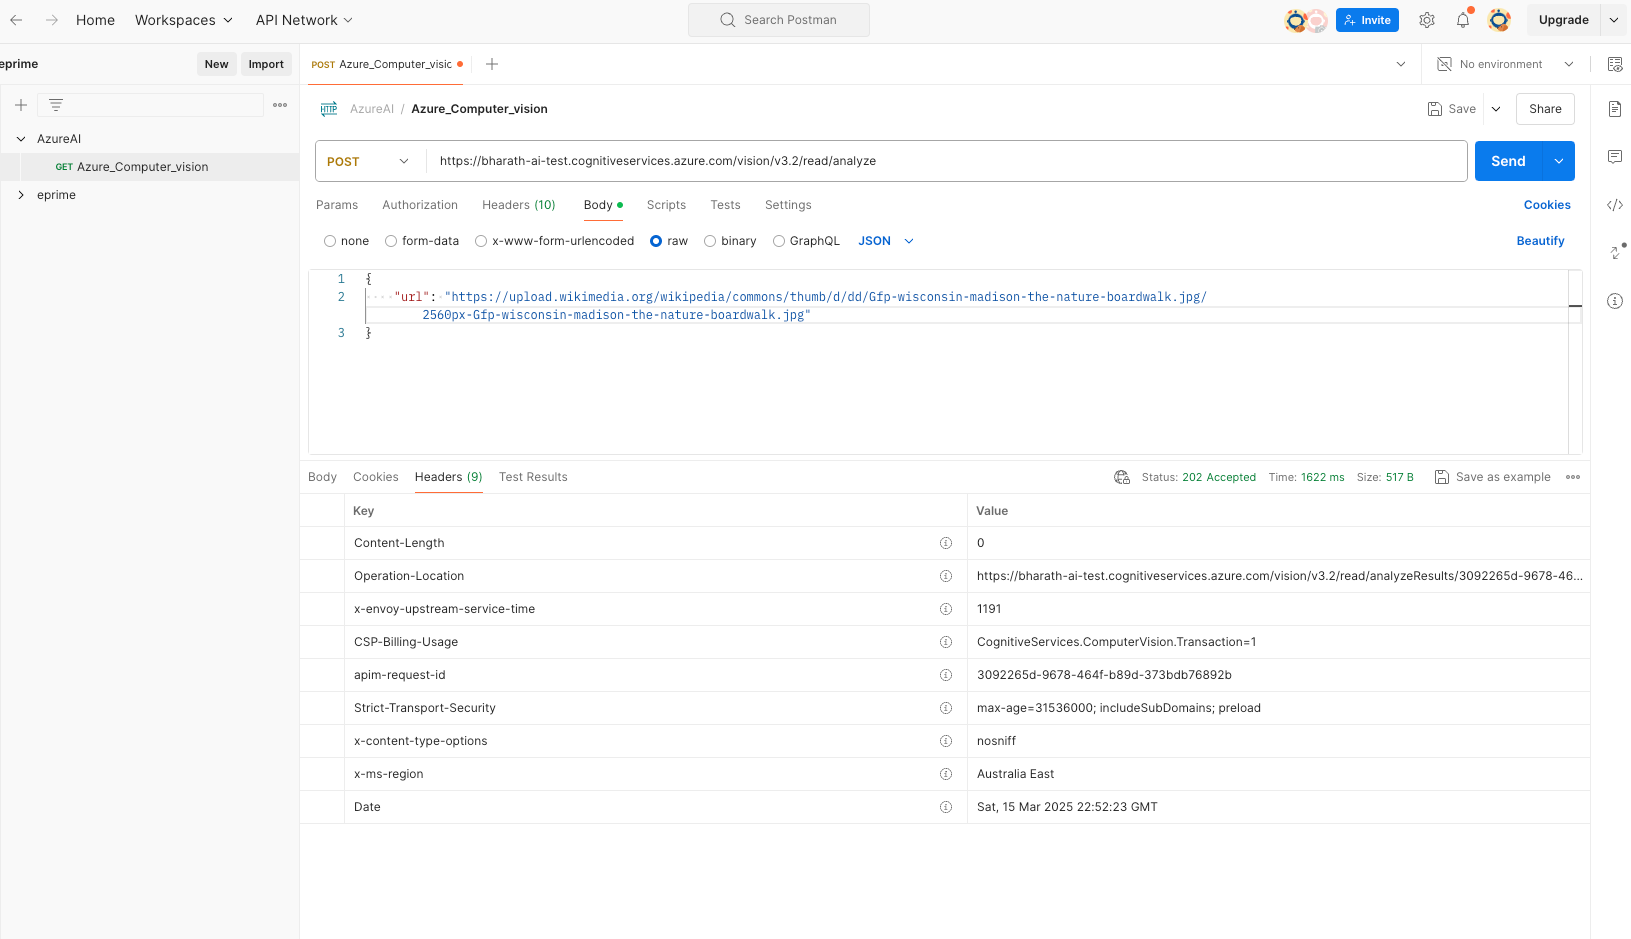 Home Workspaces API Network Search Postman Invite Upgrade
eprime New Import POST Azure_Computer_visic No environment
HTTP AzureAI / Azure_Computer_vision Save Share
AzureAI
GET Azure_Computer_vision
eprime
POST https://bharath-ai-test.cognitiveservices.azure.com/vision/v3.2/read/analyze Send
Params Authorization Headers (10) Body Scripts Tests Settings Cookies
none form-data x-www-form-urlencoded raw binary GraphQL JSON Beautify
1 {
2 "url": "https://upload.wikimedia.org/wikipedia/commons/thumb/d/dd/Gfp-wisconsin-madison-the-nature-boardwalk.jpg/
2560px-Gfp-wisconsin-madison-the-nature-boardwalk.jpg"
3 }
Body Cookies Headers (9) Test Results Status: 202 Accepted Time: 1622 ms Size: 517 B Save as example
Key Value
Content-Length 0
Operation-Location https://bharath-ai-test.cognitiveservices.azure.com/vision/v3.2/read/analyzeResults/3092265d-9678-46...
x-envoy-upstream-service-time 1191
CSP-Billing-Usage CognitiveServices.ComputerVision.Transaction=1
apim-request-id 3092265d-9678-464f-b89d-373bdb76892b
Strict-Transport-Security max-age=31536000; includeSubDomains; preload
x-content-type-options nosniff
x-ms-region Australia East
Date Sat, 15 Mar 2025 22:52:23 GMT